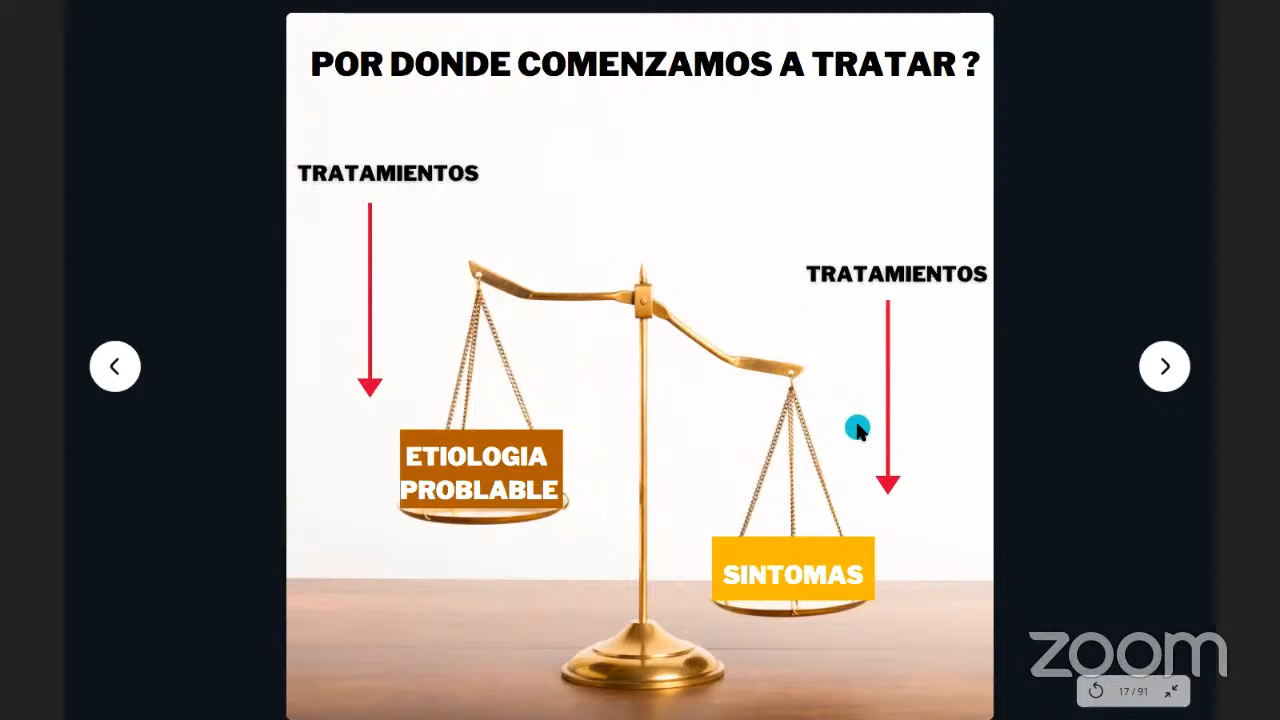 POR DONDE COMENZAMOS A TRATAR ?
TRATAMIENTOS
TRATAMIENTOS
ETIOLOGIA
PROBLABLE
SINTOMAS
zoom
17 / 91